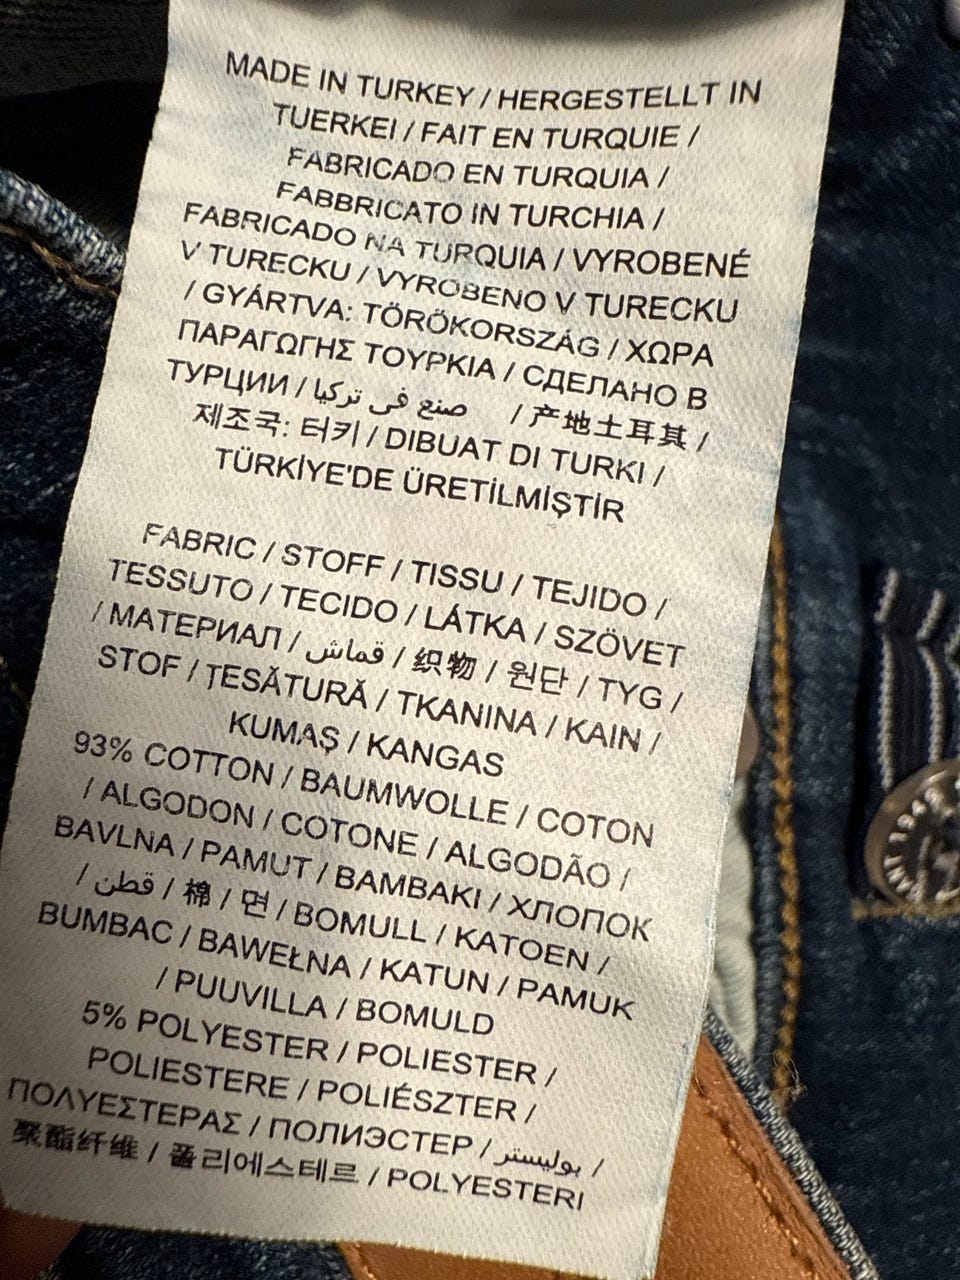 MADE IN TURKEY / HERGESTELLT IN
TUERKEI / FAIT EN TURQUIE /
FABRICADO EN TURQUIA /
FABBRICATO IN TURCHIA /
FABRICADO NA TURQUIA / VYROBENÉ
V TURECKU / VYROBENO V TURECKU
/ GYÁRTVA: TÖRÖKORSZÁG / ΧΩΡΑ
ΠΑΡΑΓΩΓΗΣ ΤΟΥΡΚΙΑ / СДЕЛАНО В
ТУРЦИИ / صنع في تركيا / 产地土耳其 /
제조국: 터키 / DIBUAT DI TURKI /
TÜRKİYE'DE ÜRETİLMİŞTİR
FABRIC / STOFF / TISSU / TEJIDO /
TESSUTO / TECIDO / LÁTKA / SZÖVET
/ МАТЕРИАЛ / قماش / 织物 / 원단 / TYG /
STOF / ȚESĂTURĂ / TKANINA / KAIN /
KUMAŞ / KANGAS
93% COTTON / BAUMWOLLE / COTON
/ ALGODON / COTONE / ALGODÃO /
BAVLNA / PAMUT / BAMBAKI / ХЛОПОК
/ قطن / 棉 / 면 / BOMULL / KATOEN /
BUMBAC / BAWEŁNA / KATUN / PAMUK
/ PUUVILLA / BOMULD
5% POLYESTER / POLIESTER /
POLIESTERE / POLIÉSZTER /
ΠΟΛΥΕΣΤΕΡΑΣ / ПОЛИЭСТЕР / بوليستر /
聚酯纤维 / 폴리에스테르 / POLYESTERI